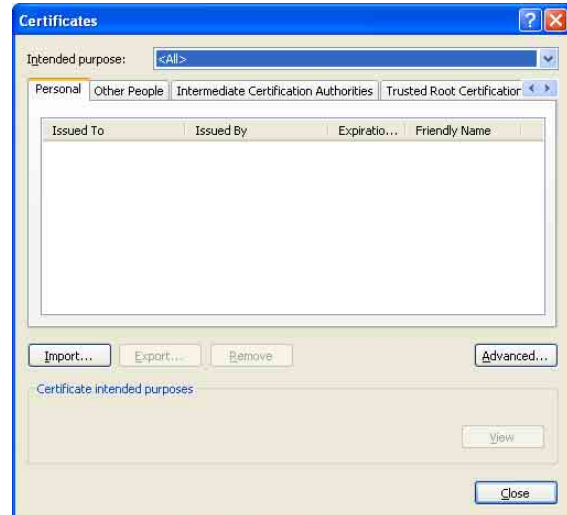 Certificates
Intended purpose: <All>
Personal Other People Intermediate Certification Authorities Trusted Root Certification
Issued To Issued By Expiratio... Friendly Name
Import... Export... Remove Advanced...
Certificate intended purposes
View
Close